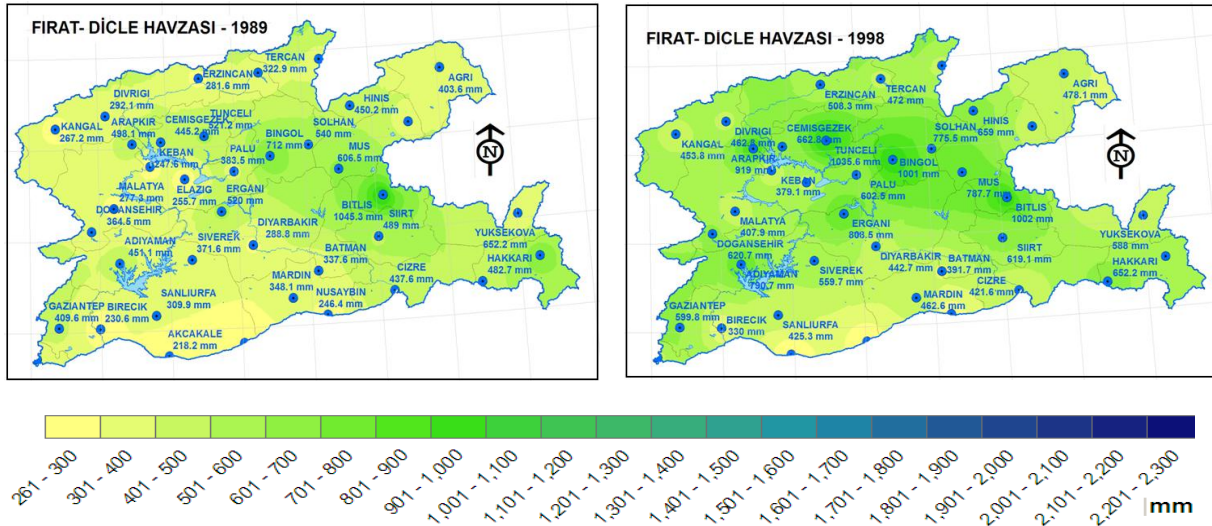 FIRAT- DİCLE HAVZASI - 1989
TERCAN
322.9 mm
ERZINCAN
281.6 mm
AGRI
403.6 mm
DIVRIGI
292.1 mm
HINIS
450.2 mm
TUNCELI
521.2 mm
ARAPKIR
498.1 mm
CEMISGEZEK
445.2 mm
SOLHAN
540 mm
KANGAL
267.2 mm
BINGOL
712 mm
KEBAN
247.6 mm
PALU
383.5 mm
MUS
606.5 mm
MALATYA
277.3 mm
ELAZIG
255.7 mm
ERGANI
520 mm
BITLIS
1045.3 mm
DOGANSEHIR
364.5 mm
SIIRT
489 mm
DIYARBAKIR
288.8 mm
ADIYAMAN
451.1 mm
SIVEREK
371.6 mm
YUKSEKOVA
652.2 mm
BATMAN
337.6 mm
HAKKARI
482.7 mm
CIZRE
437.6 mm
MARDIN
348.1 mm
SANLIURFA
309.9 mm
NUSAYBIN
246.4 mm
GAZIANTEP
409.6 mm
BIRECIK
230.6 mm
AKCAKALE
218.2 mm
N
FIRAT- DİCLE HAVZASI - 1998
AGRI
478.1 mm
TERCAN
472 mm
ERZINCAN
508.3 mm
HINIS
659 mm
SOLHAN
775.5 mm
DIVRIGI
462.8 mm
CEMISGEZEK
662.8 mm
KANGAL
453.8 mm
TUNCELI
1035.6 mm
ARAPKIR
919 mm
BINGOL
1001 mm
KEBAN
379.1 mm
PALU
602.5 mm
MUS
787.7 mm
BITLIS
1002 mm
MALATYA
407.9 mm
ERGANI
808.5 mm
YUKSEKOVA
588 mm
DOGANSEHIR
620.7 mm
SIIRT
619.1 mm
DIYARBAKIR
442.7 mm
BATMAN
391.7 mm
HAKKARI
652.2 mm
SIVEREK
559.7 mm
ADIYAMAN
790.7 mm
CIZRE
421.6 mm
MARDIN
462.6 mm
GAZIANTEP
599.8 mm
BIRECIK
330 mm
SANLIURFA
425.3 mm
N
261 - 300
301 - 400
401 - 500
501 - 600
601 - 700
701 - 800
801 - 900
901 - 1,000
1,001 - 1,100
1,101 - 1,200
1,201 - 1,300
1,301 - 1,400
1,401 - 1,500
1,501 - 1,600
1,601 - 1,700
1,701 - 1,800
1,801 - 1,900
1,901 - 2,000
2,001 - 2,100
2,101 - 2,200
2,201 - 2,300
mm